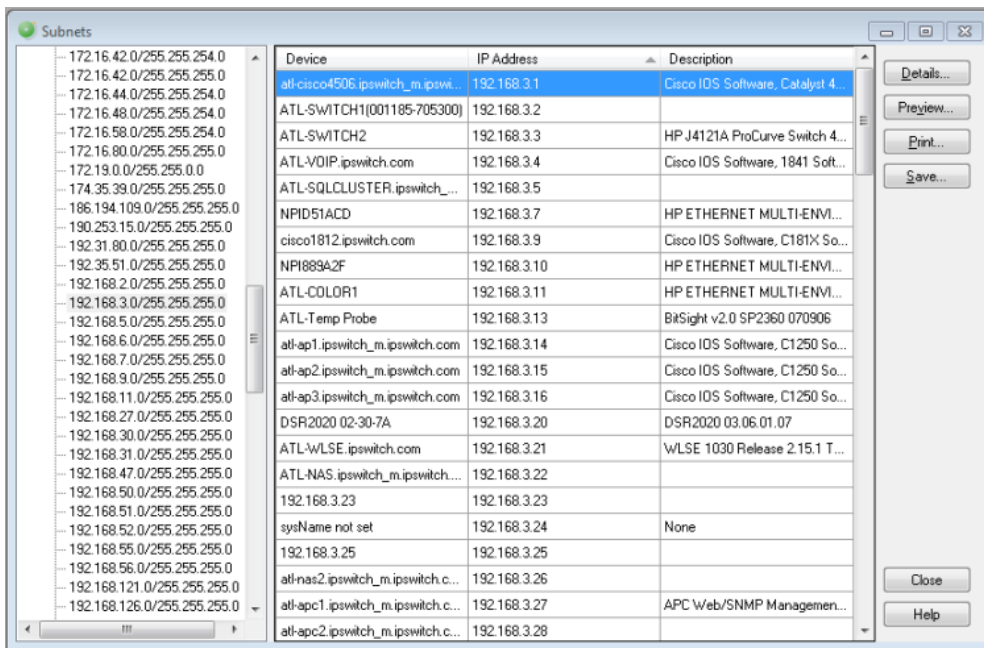 Subnets
172.16.42.0/255.255.254.0
172.16.42.0/255.255.255.0
172.16.44.0/255.255.255.0
172.16.48.0/255.255.254.0
172.16.58.0/255.255.254.0
172.16.80.0/255.255.255.0
172.19.0.0/255.255.0.0
174.35.39.0/255.255.255.0
186.194.109.0/255.255.255.0
190.253.15.0/255.255.255.0
192.31.80.0/255.255.255.0
192.35.51.0/255.255.255.0
192.168.2.0/255.255.255.0
192.168.3.0/255.255.255.0
192.168.5.0/255.255.255.0
192.168.6.0/255.255.255.0
192.168.7.0/255.255.255.0
192.168.9.0/255.255.255.0
192.168.11.0/255.255.255.0
192.168.27.0/255.255.255.0
192.168.30.0/255.255.255.0
192.168.31.0/255.255.255.0
192.168.47.0/255.255.255.0
192.168.50.0/255.255.255.0
192.168.51.0/255.255.255.0
192.168.52.0/255.255.255.0
192.168.55.0/255.255.255.0
192.168.56.0/255.255.255.0
192.168.121.0/255.255.255.0
192.168.126.0/255.255.255.0
Device IP Address Description
atl-cisco4506.ipswitch_m.ipswi... 192.168.3.1 Cisco IOS Software, Catalyst 4...
ATL-SWITCH1(001185-705300) 192.168.3.2
ATL-SWITCH2 192.168.3.3 HP J4121A ProCurve Switch 4...
ATL-VOIP.ipswitch.com 192.168.3.4 Cisco IOS Software, 1841 Soft...
ATL-SQLCLUSTER.ipswitch_... 192.168.3.5
NPID51ACD 192.168.3.7 HP ETHERNET MULTI-ENVI...
cisco1812.ipswitch.com 192.168.3.9 Cisco IOS Software, C181X So...
NPI889A2F 192.168.3.10 HP ETHERNET MULTI-ENVI...
ATL-COLOR1 192.168.3.11 HP ETHERNET MULTI-ENVI...
ATL-Temp Probe 192.168.3.13 BitSight v2.0 SP2360 070906
atl-ap1.ipswitch_m.ipswitch.com 192.168.3.14 Cisco IOS Software, C1250 So...
atl-ap2.ipswitch_m.ipswitch.com 192.168.3.15 Cisco IOS Software, C1250 So...
atl-ap3.ipswitch_m.ipswitch.com 192.168.3.16 Cisco IOS Software, C1250 So...
DSR2020 02-30-7A 192.168.3.20 DSR2020 03.06.01.07
ATL-WLSE.ipswitch.com 192.168.3.21 WLSE 1030 Release 2.15.1 T...
ATL-NAS.ipswitch_m.ipswitch.... 192.168.3.22
192.168.3.23 192.168.3.23
sysName not set 192.168.3.24 None
192.168.3.25 192.168.3.25
atl-nas2.ipswitch_m.ipswitch.c... 192.168.3.26
atl-apc1.ipswitch_m.ipswitch.c... 192.168.3.27 APC Web/SNMP Managemen...
atl-apc2.ipswitch_m.ipswitch.c... 192.168.3.28
Details...
Preview...
Print...
Save...
Close
Help